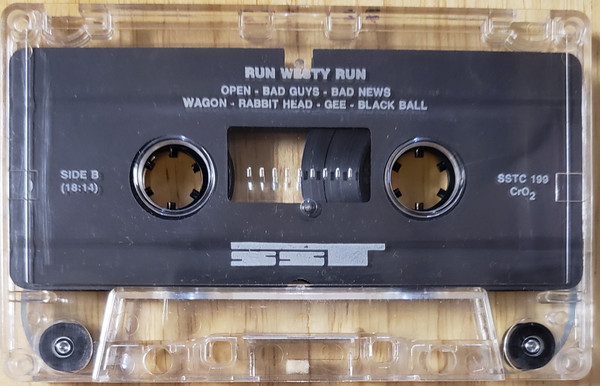 RUN WESTY RUN
OPEN - BAD GUYS - BAD NEWS
WAGON - RABBIT HEAD - GEE - BLACK BALL
SIDE B
(18:14)
SSTC 199
CrO2
SST